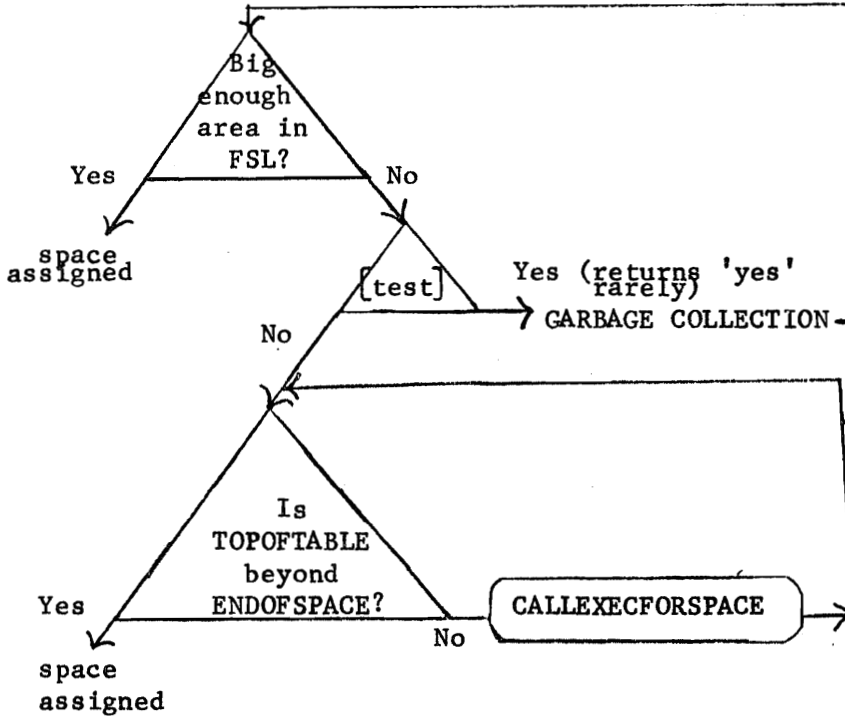 Big
enough
area in
FSL?
Yes
No
space
assigned
[test]
Yes (returns 'yes'
rarely)
GARBAGE COLLECTION
No
Is
TOPOFTABLE
beyond
ENDOFSPACE?
Yes
No
CALLEXECFORSPACE
space
assigned